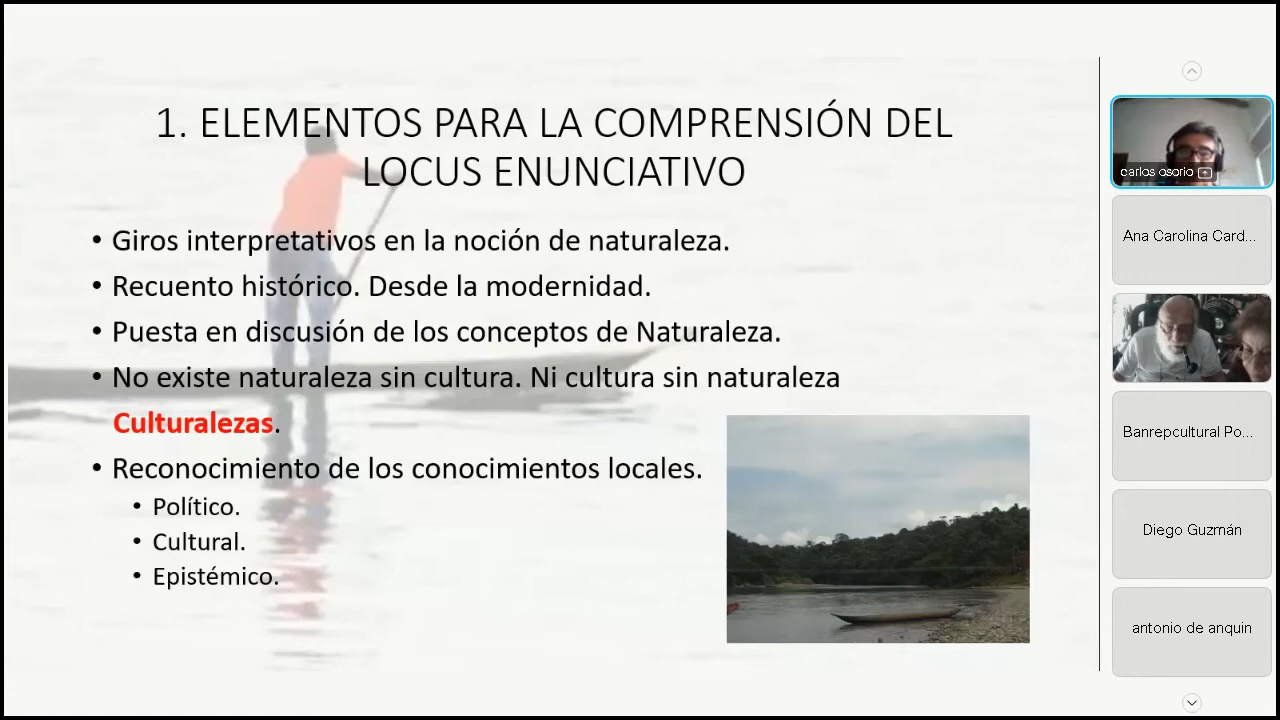 1. ELEMENTOS PARA LA COMPRENSIÓN DEL
LOCUS ENUNCIATIVO
• Giros interpretativos en la noción de naturaleza.
• Recuento histórico. Desde la modernidad.
• Puesta en discusión de los conceptos de Naturaleza.
• No existe naturaleza sin cultura. Ni cultura sin naturaleza
Culturalezas.
• Reconocimiento de los conocimientos locales.
• Político.
• Cultural.
• Epistémico.
carlos osorio
Ana Carolina Card...
Banrepcultural Po...
Diego Guzmán
antonio de anquin